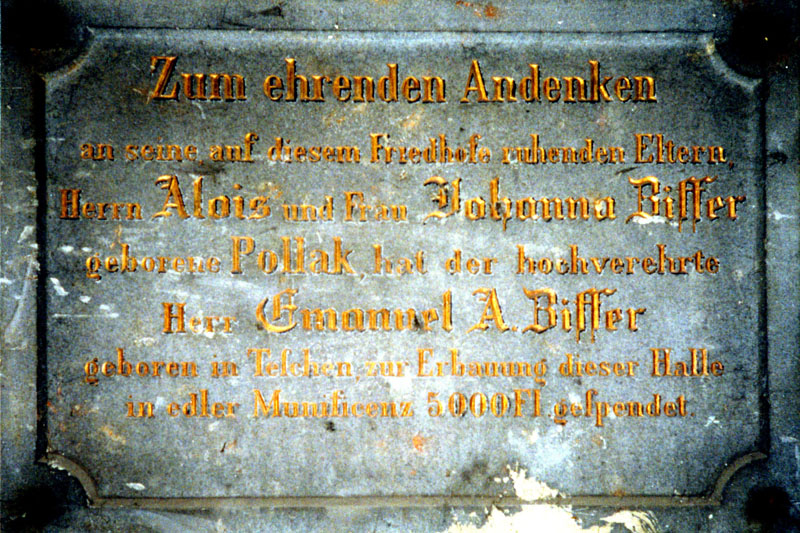 Zum ehrenden Andenken
an seine, auf dieſem Friedhofe ruhenden Eltern,
Herrn Alois und Frau Johanna Biſſer
geborene Pollak, hat der hochverehrte
Herr Emanuel A. Biſſer
geboren in Teſchen, zur Erbauung dieser Halle
in edler Munificenz 5000 Fl. geſpendet.